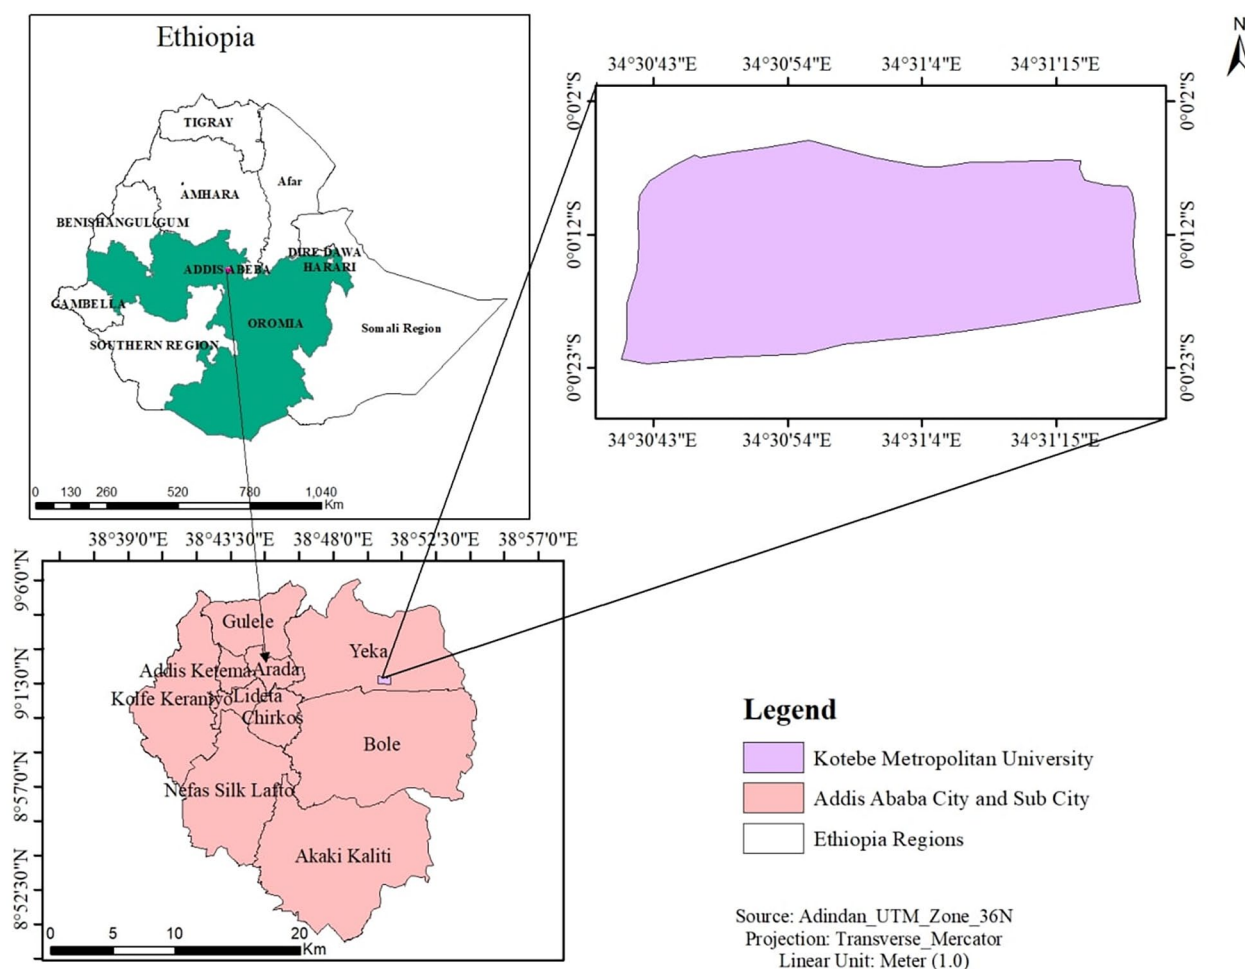 Ethiopia
TIGRAY
AMHARA
Afar
BENISHANGULGUM
DIRE DAWA
HARARI
ADDIS ABEBA
GAMBELLA
OROMIA
SOUTHERN REGION
Somali Region
0 130 260 520 780 1,040
Km
N
34°30'43"E 34°30'54"E 34°31'4"E 34°31'15"E
0°0'2"S 0°0'2"S
0°0'12"S 0°0'12"S
0°0'23"S 0°0'23"S
34°30'43"E 34°30'54"E 34°31'4"E 34°31'15"E
38°39'0"E 38°43'30"E 38°48'0"E 38°52'30"E 38°57'0"E
9°6'0"N
9°1'30"N
8°57'0"N
8°52'30"N
Gulele
Yeka
Addis Ketema
Arada
Kolfe Keraniyo
Lideta
Chirkos
Bole
Nefas Silk Lafto
Akaki Kaliti
0 5 10 20
Km
Legend
Kotebe Metropolitan University
Addis Ababa City and Sub City
Ethiopia Regions
Source: Adindan_UTM_Zone_36N
Projection: Transverse_Mercator
Linear Unit: Meter (1.0)